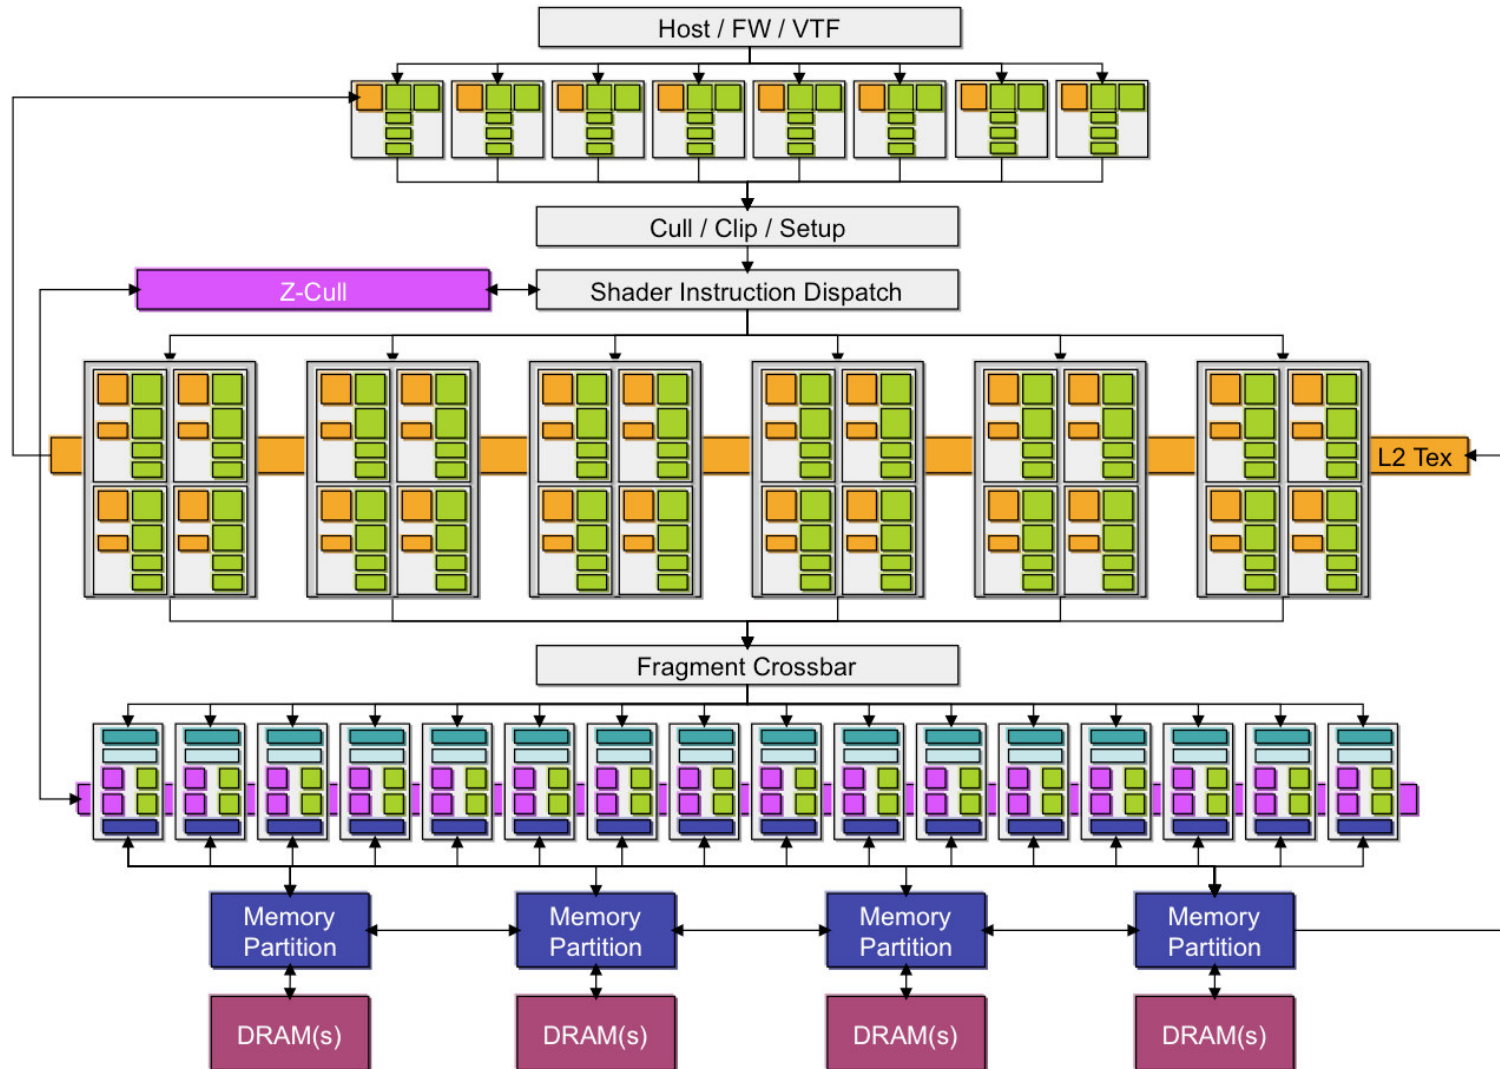 Host / FW / VTF
Cull / Clip / Setup
Z-Cull
Shader Instruction Dispatch
L2 Tex
Fragment Crossbar
Memory
Partition
Memory
Partition
Memory
Partition
Memory
Partition
DRAM(s)
DRAM(s)
DRAM(s)
DRAM(s)